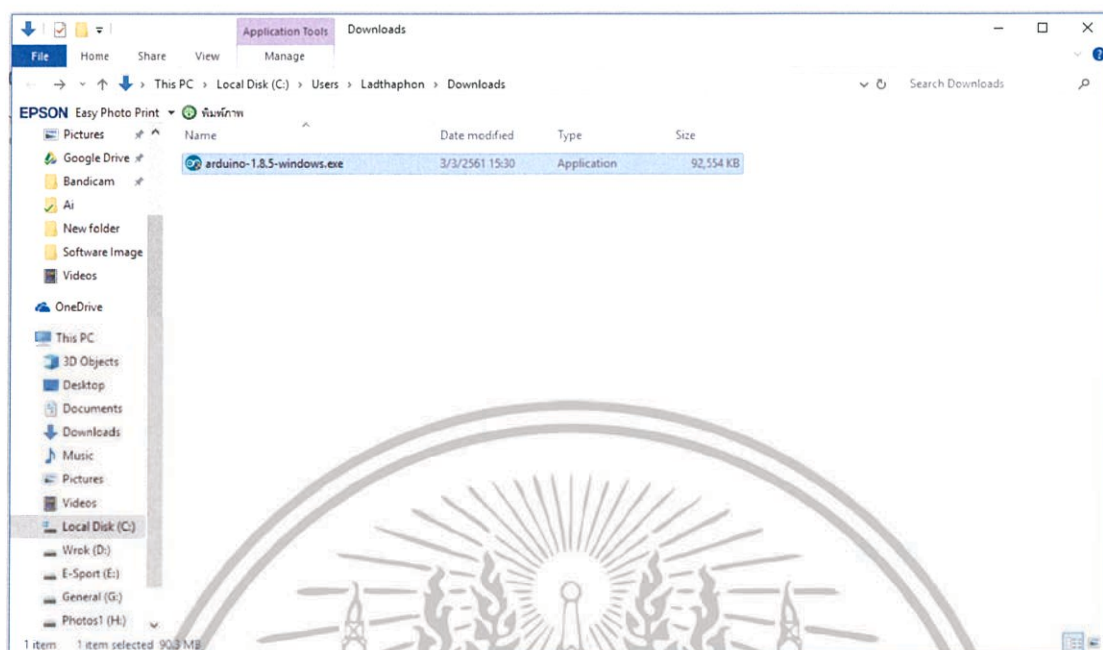 Application Tools Downloads
File Home Share View Manage
This PC › Local Disk (C:) › Users › Ladthaphon › Downloads Search Downloads
EPSON Easy Photo Print พิมพ์ภาพ
Name Date modified Type Size
arduino-1.8.5-windows.exe 3/3/2561 15:30 Application 92,554 KB
Pictures
Google Drive
Bandicam
Ai
New folder
Software Image
Videos
OneDrive
This PC
3D Objects
Desktop
Documents
Downloads
Music
Pictures
Videos
Local Disk (C:)
Wrok (D:)
E-Sport (E:)
General (G:)
Photos1 (H:)
1 item 1 item selected 90.3 MB